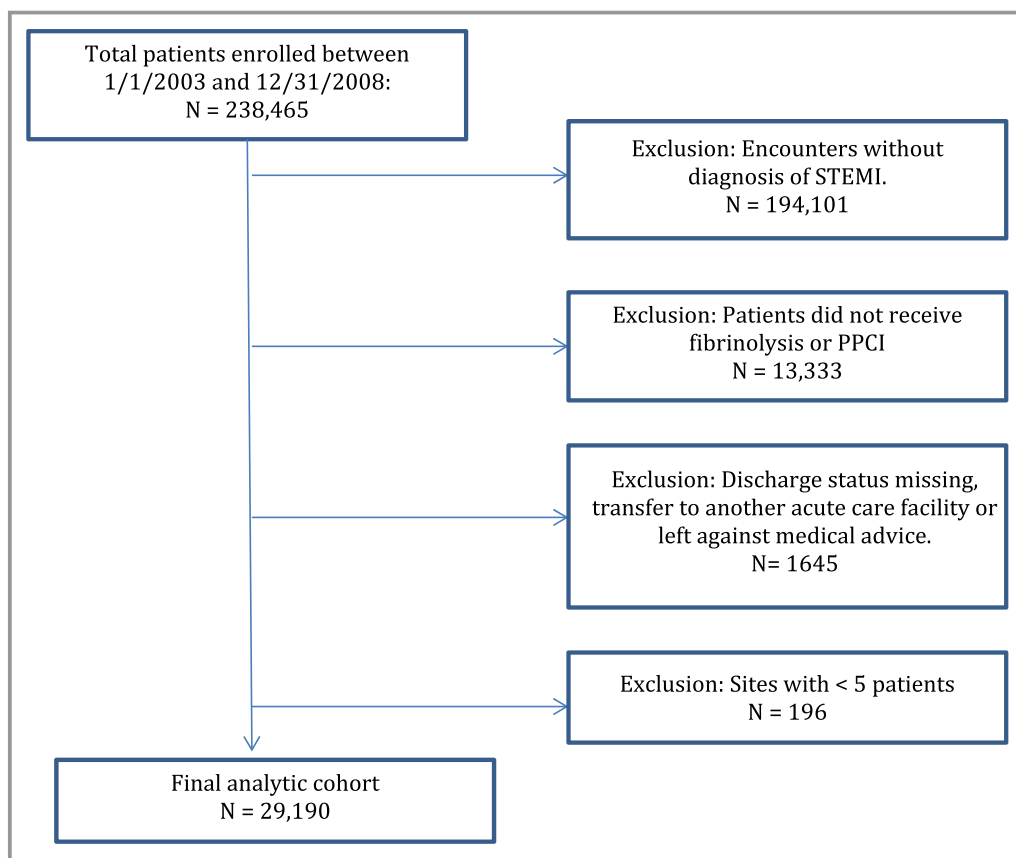 Total patients enrolled between
1/1/2003 and 12/31/2008:
N = 238,465
Exclusion: Encounters without
diagnosis of STEMI.
N = 194,101
Exclusion: Patients did not receive
fibrinolysis or PPCI
N = 13,333
Exclusion: Discharge status missing,
transfer to another acute care facility or
left against medical advice.
N= 1645
Exclusion: Sites with < 5 patients
N = 196
Final analytic cohort
N = 29,190